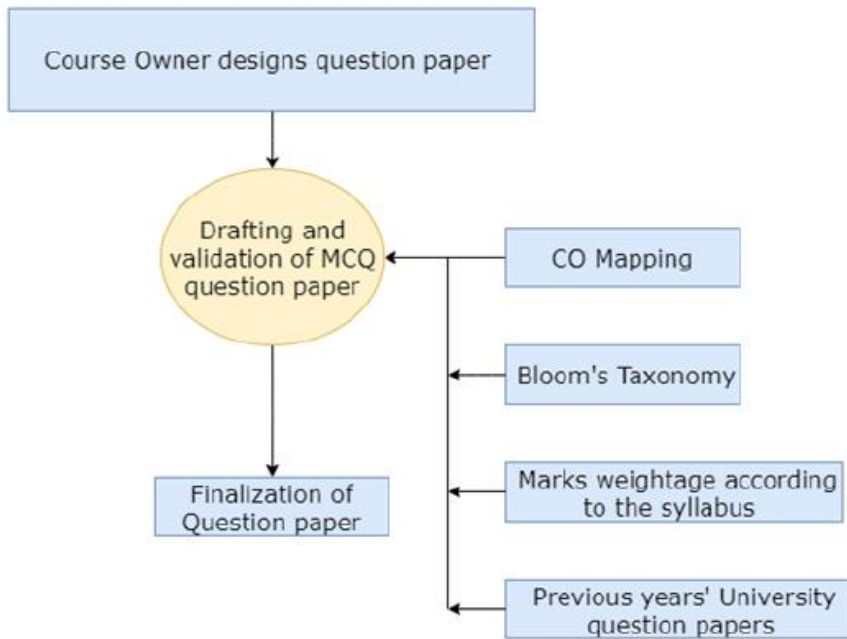 Course Owner designs question paper
Drafting and
validation of MCQ
question paper
CO Mapping
Bloom's Taxonomy
Marks weightage according
to the syllabus
Finalization of
Question paper
Previous years' University
question papers